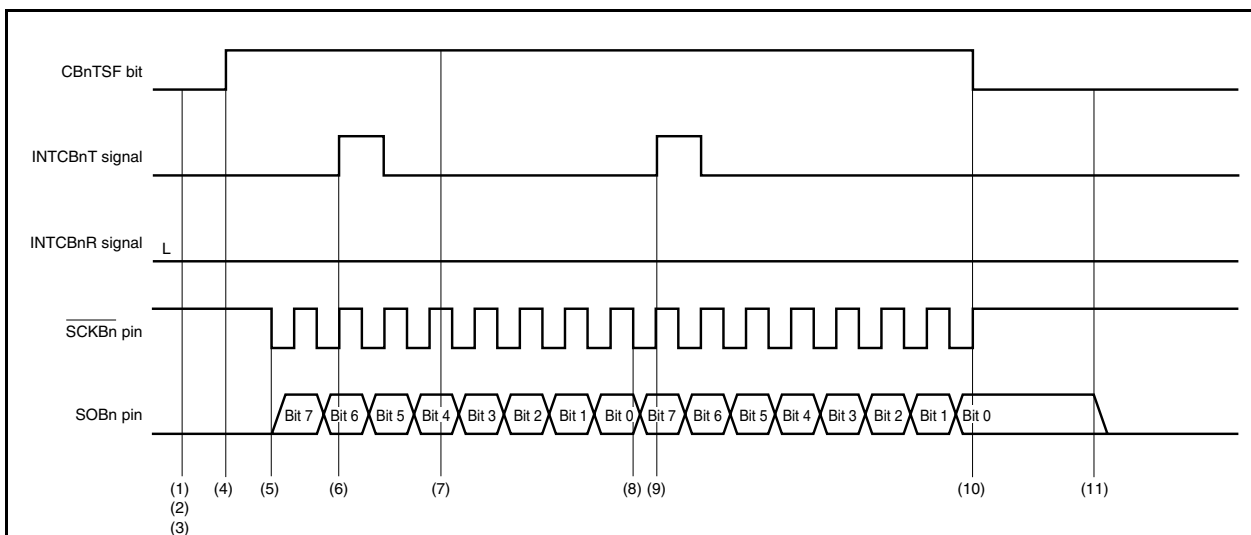 CBnTSF bit
INTCBnT signal
INTCBnR signal L
SCKBn pin
SOBn pin Bit 7 Bit 6 Bit 5 Bit 4 Bit 3 Bit 2 Bit 1 Bit 0 Bit 7 Bit 6 Bit 5 Bit 4 Bit 3 Bit 2 Bit 1 Bit 0
(1) (4) (5) (6) (7) (8) (9) (10) (11)
(2)
(3)